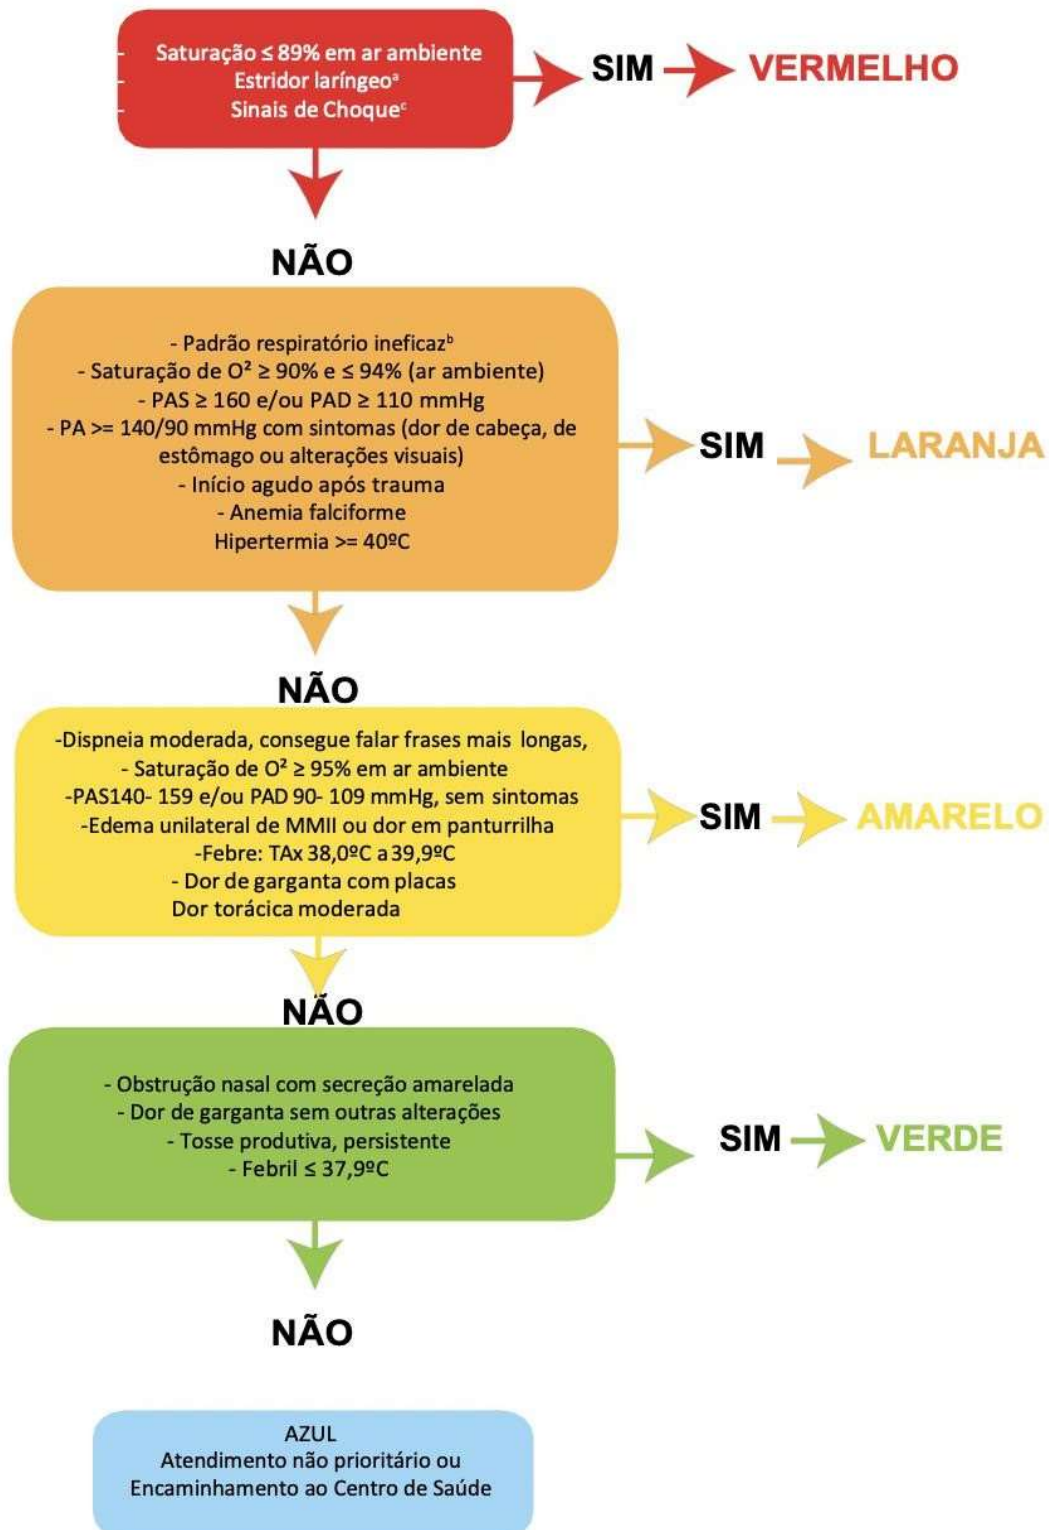 - Saturação ≤ 89% em ar ambiente
- Estridor laríngeoᵃ
- Sinais de Choqueᶜ
SIM
VERMELHO
NÃO
- Padrão respiratório ineficazᵇ
- Saturação de O² ≥ 90% e ≤ 94% (ar ambiente)
- PAS ≥ 160 e/ou PAD ≥ 110 mmHg
- PA >= 140/90 mmHg com sintomas (dor de cabeça, de
estômago ou alterações visuais)
- Início agudo após trauma
- Anemia falciforme
Hipertermia >= 40ºC
SIM
LARANJA
NÃO
-Dispneia moderada, consegue falar frases mais longas,
- Saturação de O² ≥ 95% em ar ambiente
-PAS140- 159 e/ou PAD 90- 109 mmHg, sem sintomas
-Edema unilateral de MMII ou dor em panturrilha
-Febre: TAx 38,0ºC a 39,9ºC
- Dor de garganta com placas
Dor torácica moderada
SIM
AMARELO
NÃO
- Obstrução nasal com secreção amarelada
- Dor de garganta sem outras alterações
- Tosse produtiva, persistente
- Febril ≤ 37,9ºC
SIM
VERDE
NÃO
AZUL
Atendimento não prioritário ou
Encaminhamento ao Centro de Saúde